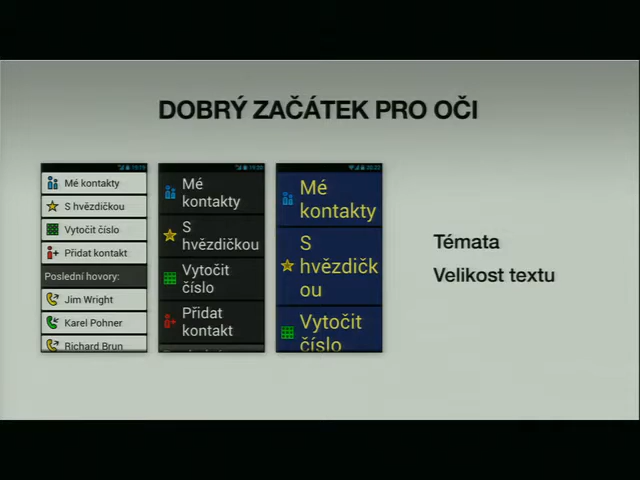 DOBRÝ ZAČÁTEK PRO OČI
Mé kontakty
S hvězdičkou
Vytočit číslo
Přidat kontakt
Poslední hovory:
Jim Wright
Karel Pohner
Richard Brun
Mé
kontakty
S
hvězdičkou
Vytočit
číslo
Přidat
kontakt
Mé
kontakty
S
hvězdičk
ou
Vytočit
číslo
Témata
Velikost textu